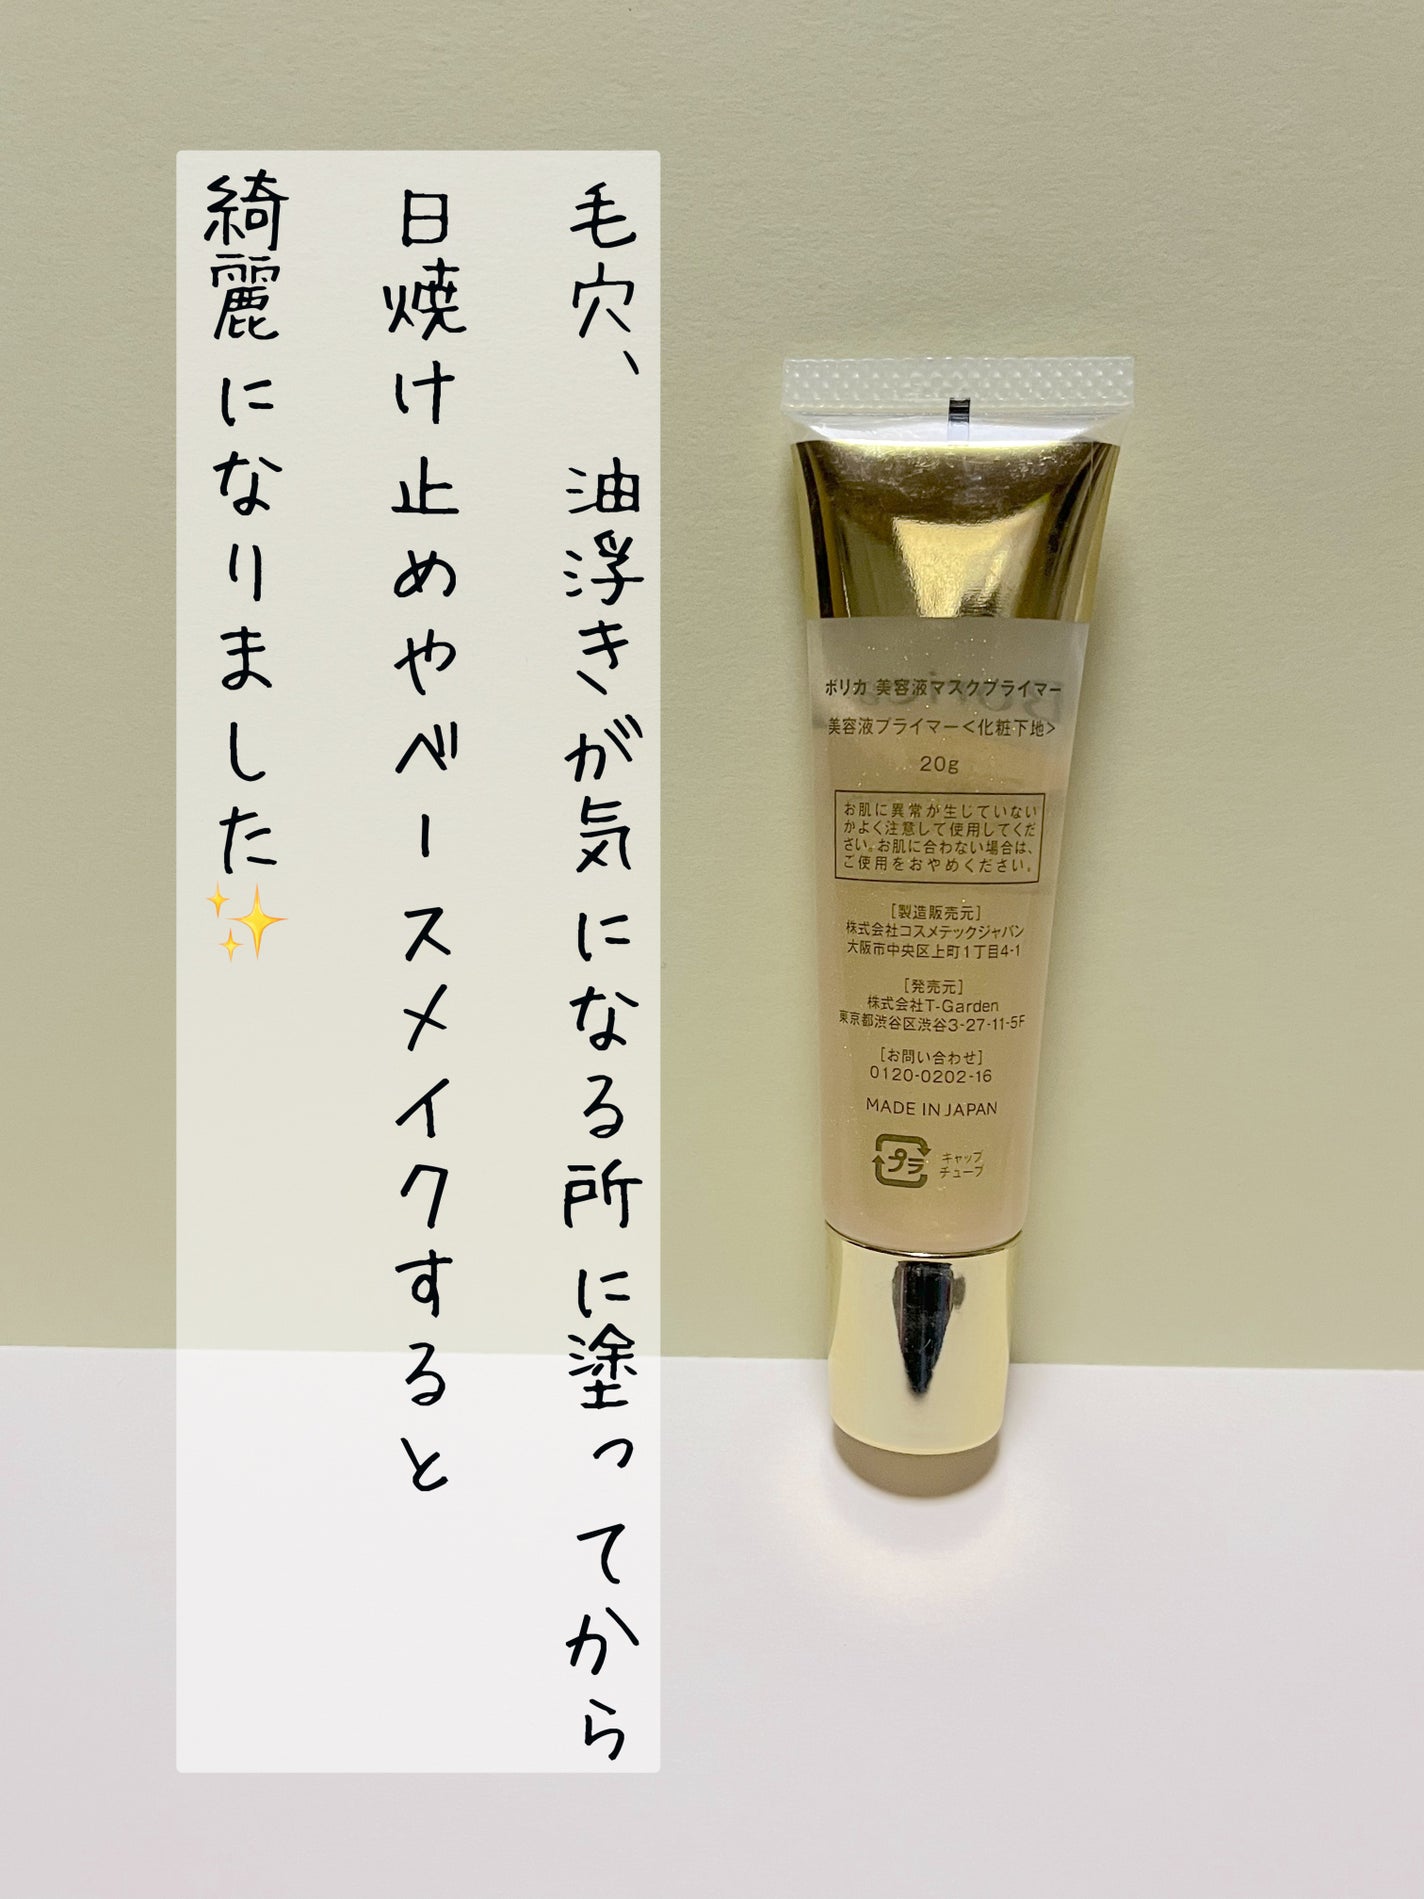 毛穴、油浮きが気になる所に塗ってから
日焼け止めやベースメイクすると
綺麗になりました✨
ボリカ 美容液マスクプライマー
美容液プライマー<化粧下地>
20g
お肌に異常が生じていない
かよく注意して使用してくだ
さい。お肌に合わない場合は、
ご使用をおやめください。
[製造販売元]
株式会社コスメテックジャパン
大阪市中央区上町1丁目4-1
[発売元]
株式会社T-Garden
東京都渋谷区渋谷3-27-11-5F
[お問い合わせ]
0120-0202-16
MADE IN JAPAN
プラ
キャップ
チューブ